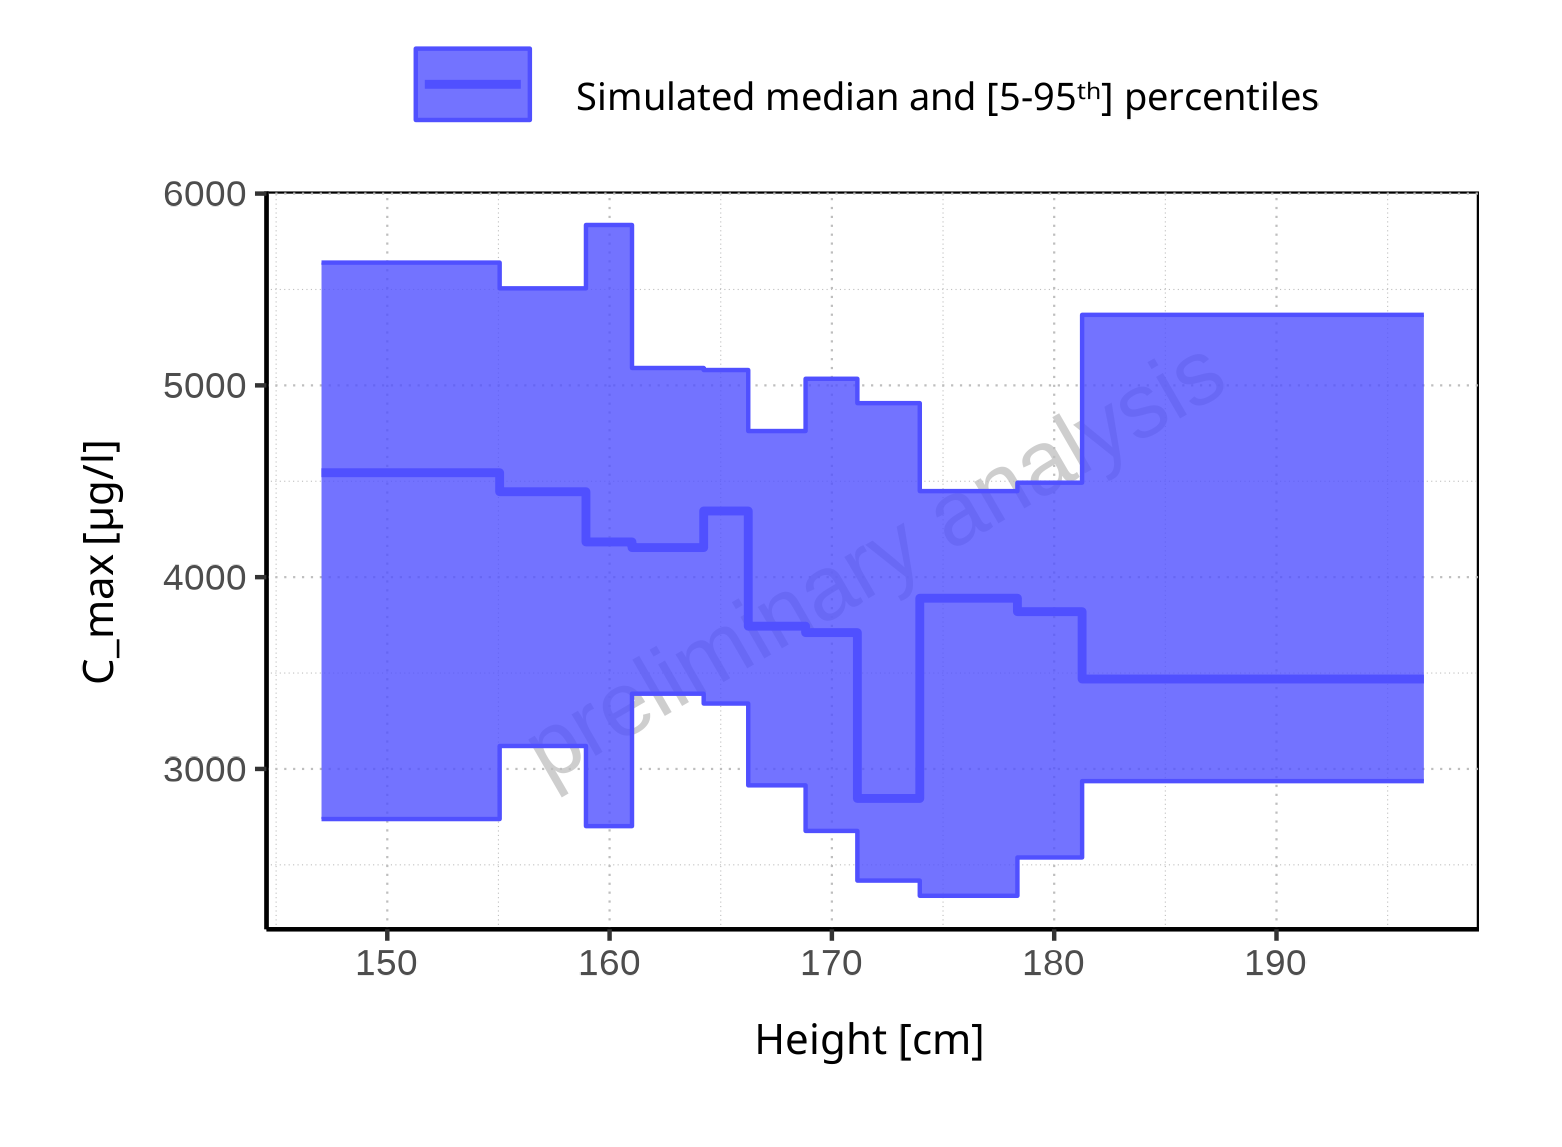 Simulated median and [5-95ᵗʰ] percentiles
6000
5000
4000
3000
C_max [µg/l]
preliminary analysis
150 160 170 180 190
Height [cm]